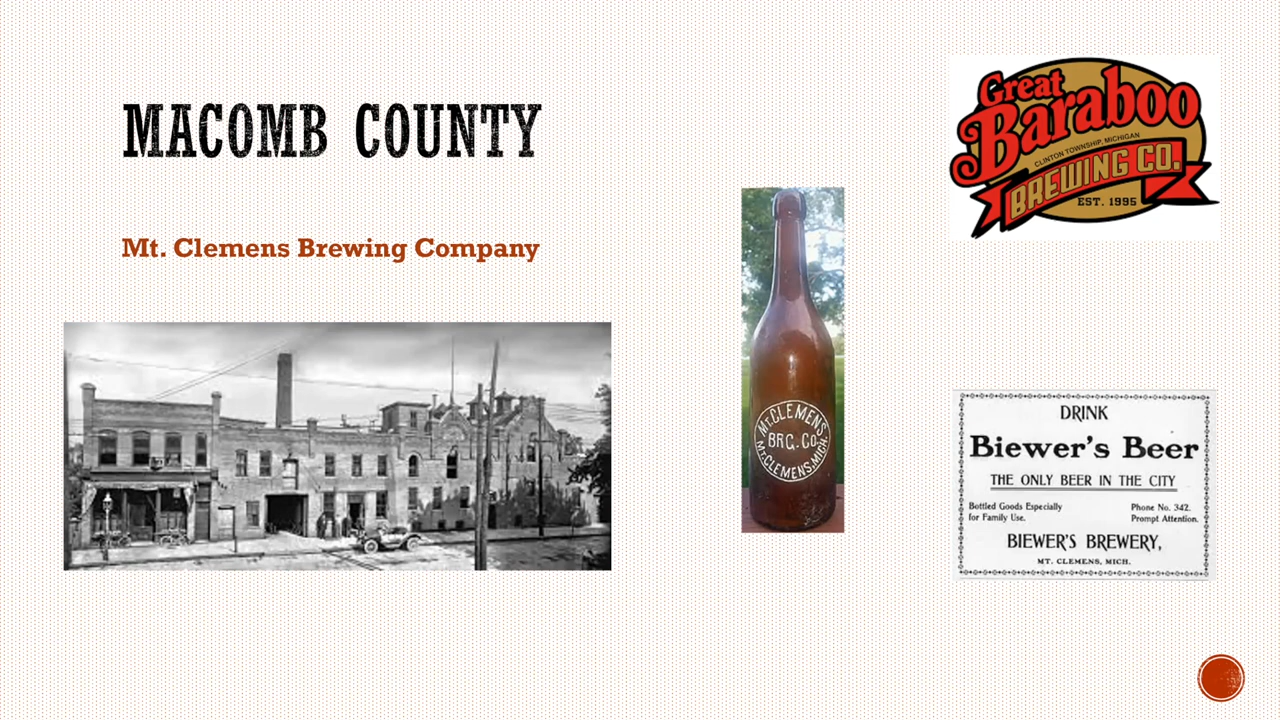 MACOMB COUNTY
Mt. Clemens Brewing Company
MT. CLEMENS
BRG. CO.
MT. CLEMENS, MICH.
Great
Baraboo
CLINTON TOWNSHIP, MICHIGAN
BREWING CO.
EST. 1995
DRINK
Biewer's Beer
THE ONLY BEER IN THE CITY
Bottled Goods Especially
for Family Use.
Phone No. 342.
Prompt Attention.
BIEWER'S BREWERY,
MT. CLEMENS, MICH.